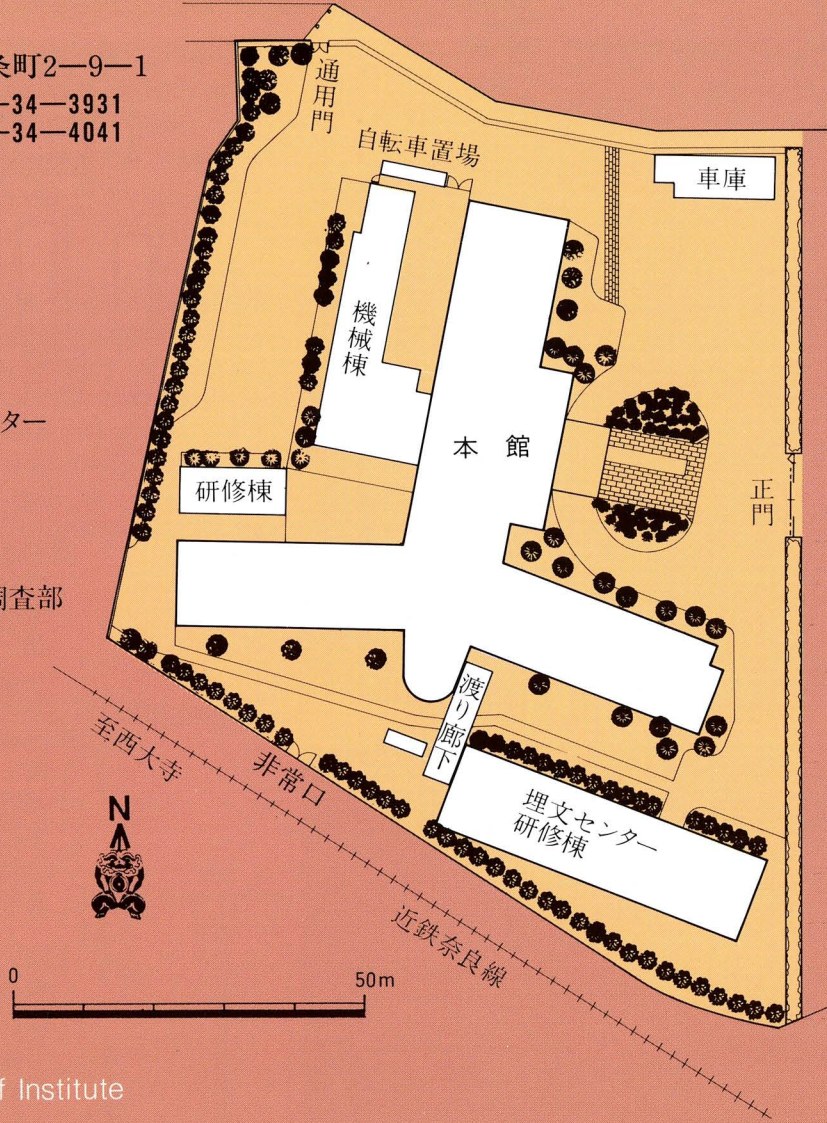 条町2—9—1
-34—3931
-34—4041
通用門
自転車置場
車庫
機械棟
本館
ター
研修棟
正門
調査部
渡り廊下
至西大寺
非常口
埋文センター
研修棟
N
近鉄奈良線
0
50m
f Institute